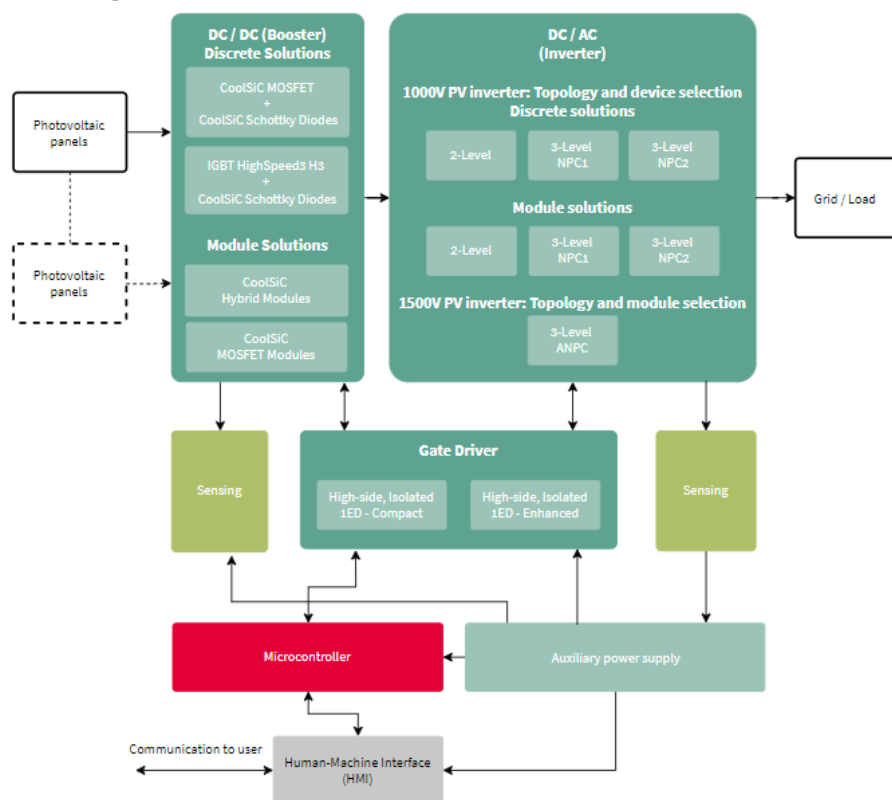 DC / DC (Booster)
Discrete Solutions
CoolSiC MOSFET
+
CoolSiC Schottky Diodes
IGBT HighSpeed3 H3
+
CoolSiC Schottky Diodes
Module Solutions
CoolSiC
Hybrid Modules
CoolSiC
MOSFET Modules
DC / AC
(Inverter)
1000V PV inverter: Topology and device selection
Discrete solutions
2-Level
3-Level
NPC1
3-Level
NPC2
Module solutions
2-Level
3-Level
NPC1
3-Level
NPC2
1500V PV inverter: Topology and module selection
3-Level
ANPC
Photovoltaic
panels
Photovoltaic
panels
Grid / Load
Sensing
Gate Driver
High-side, Isolated
1ED - Compact
High-side, Isolated
1ED - Enhanced
Sensing
Microcontroller
Auxiliary power supply
Communication to user
Human-Machine Interface
(HMI)